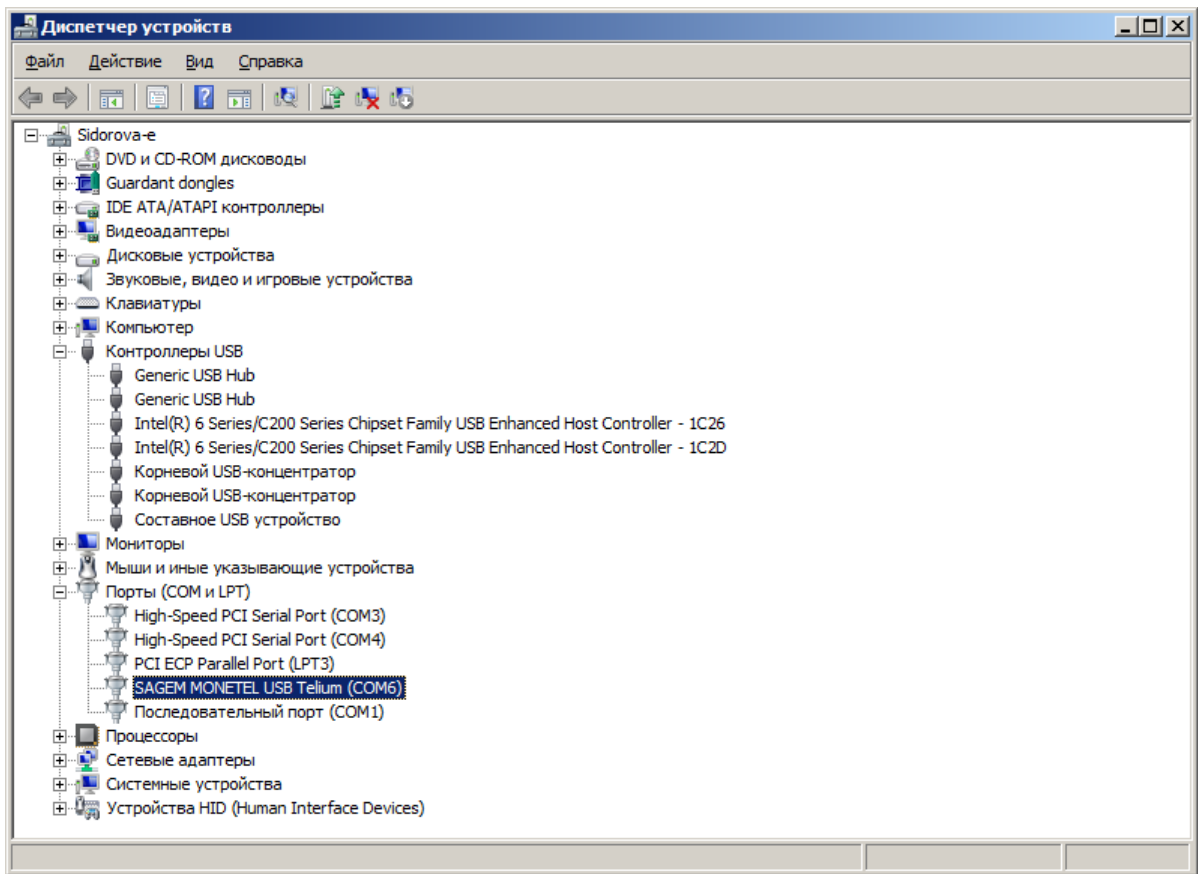 Диспетчер устройств
Файл Действие Вид Справка
Sidorova-e
DVD и CD-ROM дисководы
Guardant dongles
IDE ATA/ATAPI контроллеры
Видеоадаптеры
Дисковые устройства
Звуковые, видео и игровые устройства
Клавиатуры
Компьютер
Контроллеры USB
Generic USB Hub
Generic USB Hub
Intel(R) 6 Series/C200 Series Chipset Family USB Enhanced Host Controller - 1C26
Intel(R) 6 Series/C200 Series Chipset Family USB Enhanced Host Controller - 1C2D
Корневой USB-концентратор
Корневой USB-концентратор
Составное USB устройство
Мониторы
Мыши и иные указывающие устройства
Порты (COM и LPT)
High-Speed PCI Serial Port (COM3)
High-Speed PCI Serial Port (COM4)
PCI ECP Parallel Port (LPT3)
SAGEM MONETEL USB Telium (COM6)
Последовательный порт (COM1)
Процессоры
Сетевые адаптеры
Системные устройства
Устройства HID (Human Interface Devices)